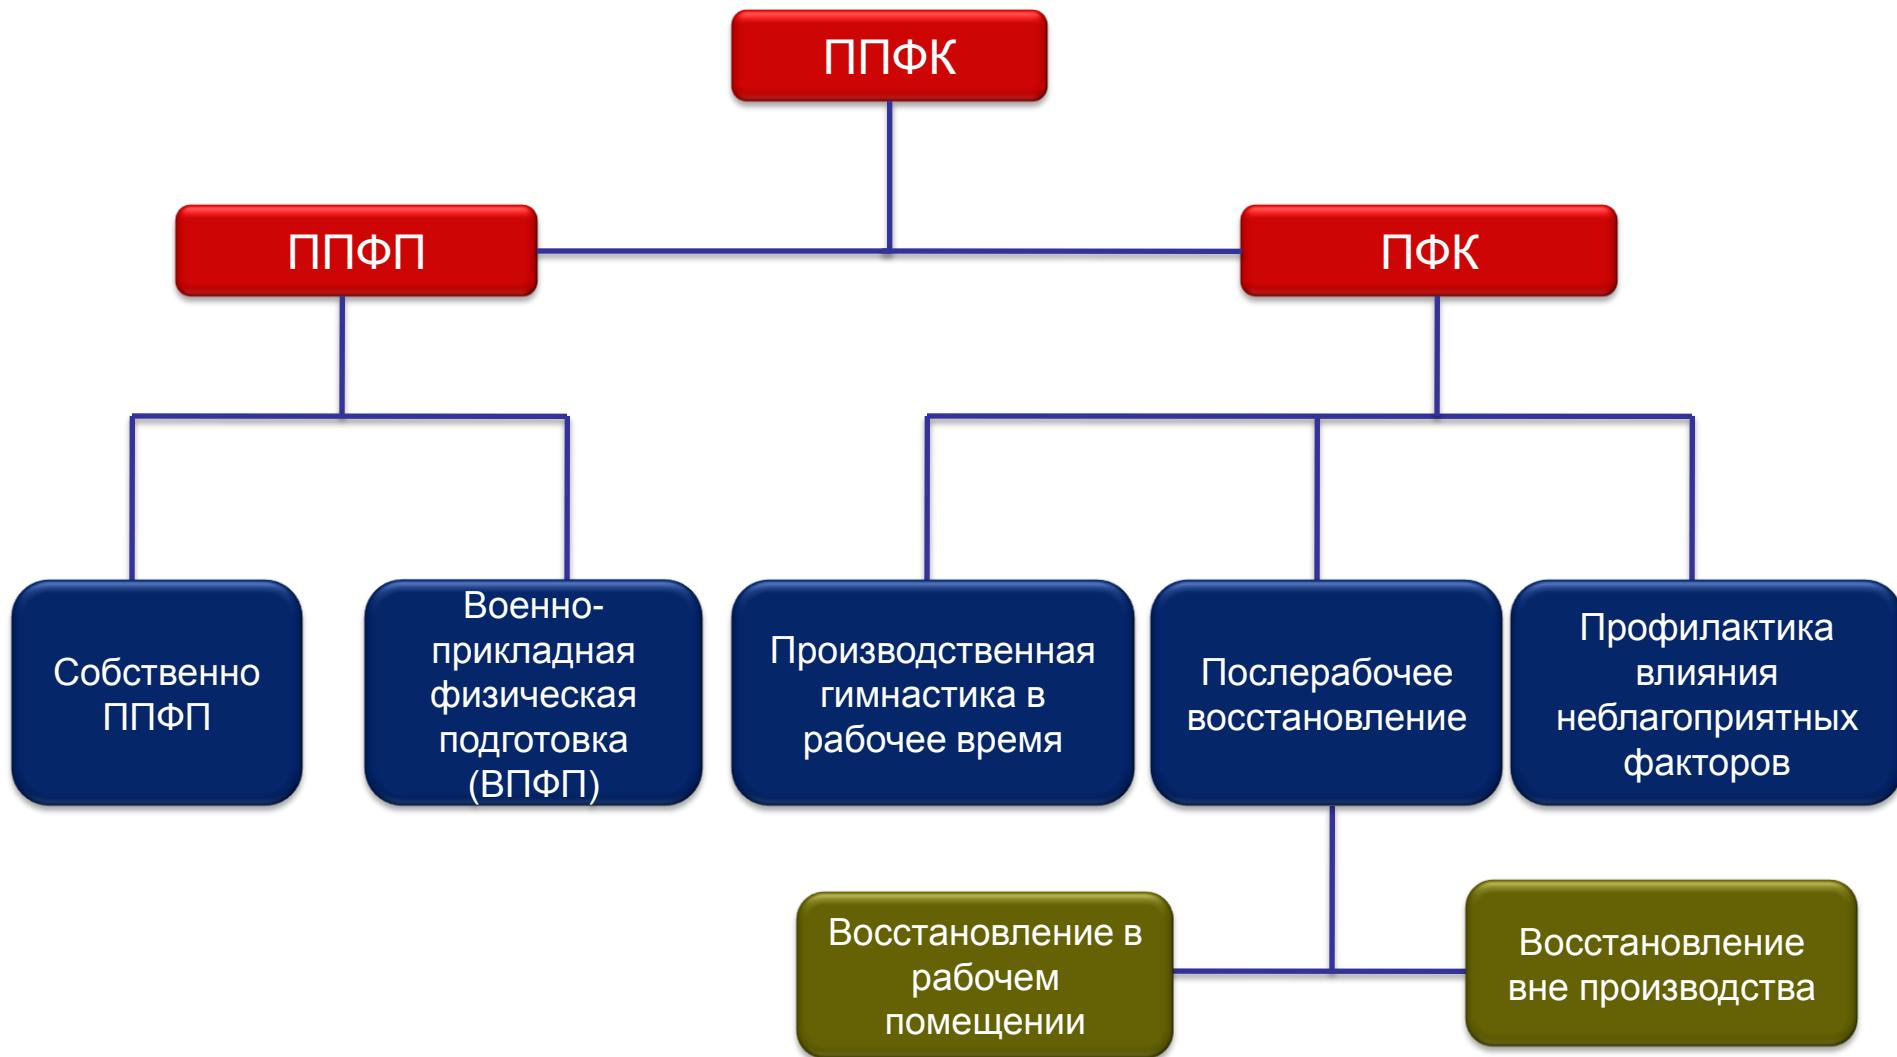 ППФК
ППФП
ПФК
Собственно
ППФП
Военно-
прикладная
физическая
подготовка
(ВПФП)
Производственная
гимнастика в
рабочее время
Послерабочее
восстановление
Профилактика
влияния
неблагоприятных
факторов
Восстановление в
рабочем
помещении
Восстановление
вне производства